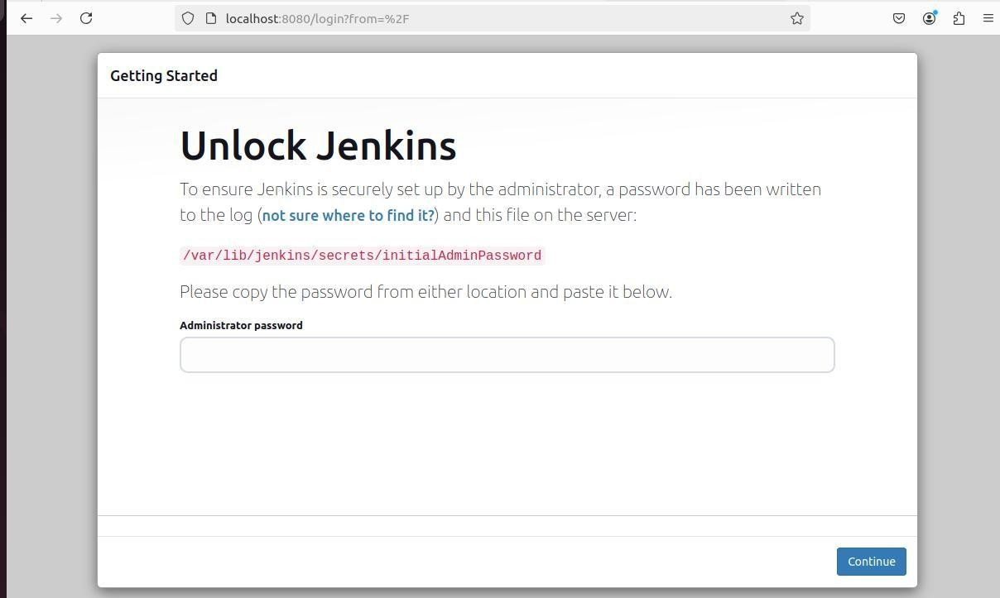 localhost:8080/login?from=%2F
Getting Started
Unlock Jenkins
To ensure Jenkins is securely set up by the administrator, a password has been written
to the log (not sure where to find it?) and this file on the server:
/var/lib/jenkins/secrets/initialAdminPassword
Please copy the password from either location and paste it below.
Administrator password
Continue